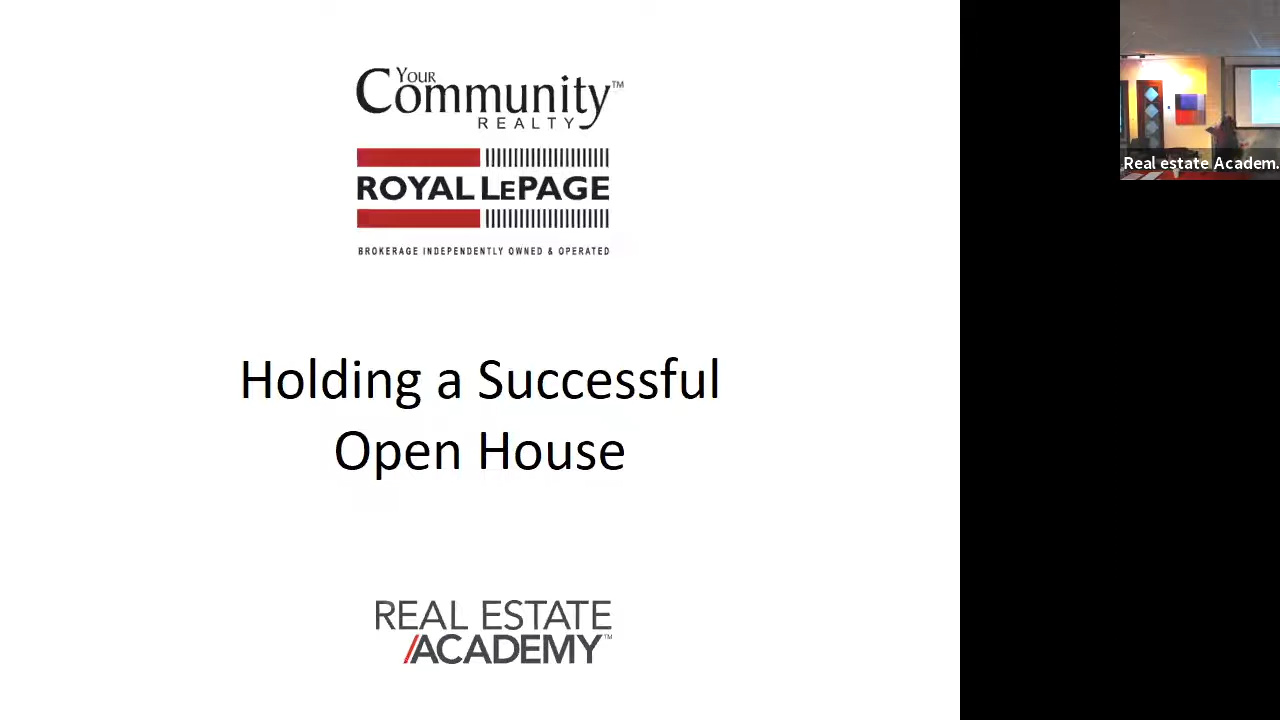 YOUR
Community™
REALTY
ROYAL LEPAGE
BROKERAGE INDEPENDENTLY OWNED & OPERATED
Holding a Successful
Open House
REAL ESTATE
/ACADEMY™
Real estate Academ.